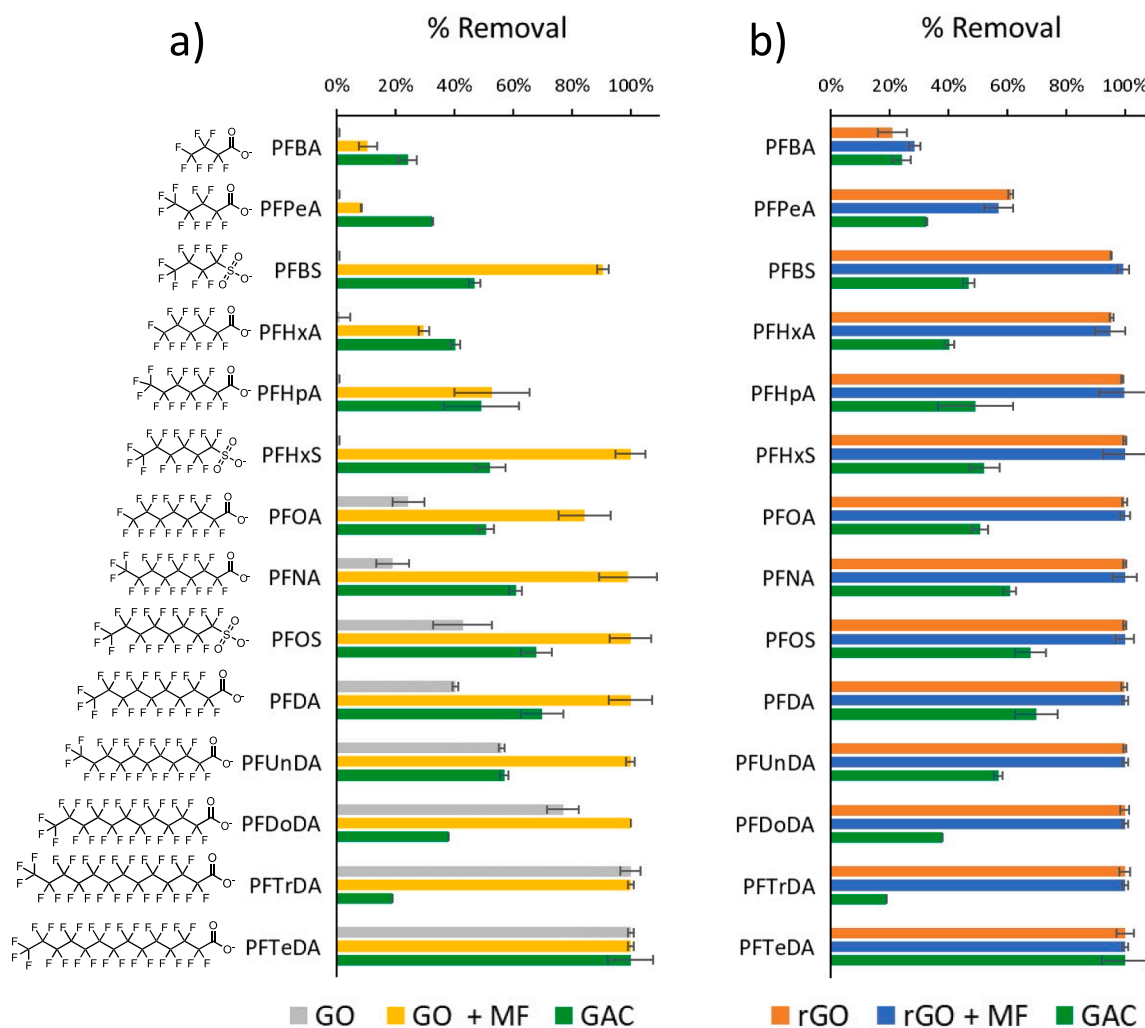 a) % Removal
0% 20% 40% 60% 80% 100%
PFBA
PFPeA
PFBS
PFHxA
PFHpA
PFHxS
PFOA
PFNA
PFOS
PFDA
PFUnDA
PFDoDA
PFTrDA
PFTeDA
GO GO + MF GAC
b) % Removal
0% 20% 40% 60% 80% 100%
PFBA
PFPeA
PFBS
PFHxA
PFHpA
PFHxS
PFOA
PFNA
PFOS
PFDA
PFUnDA
PFDoDA
PFTrDA
PFTeDA
rGO rGO + MF GAC